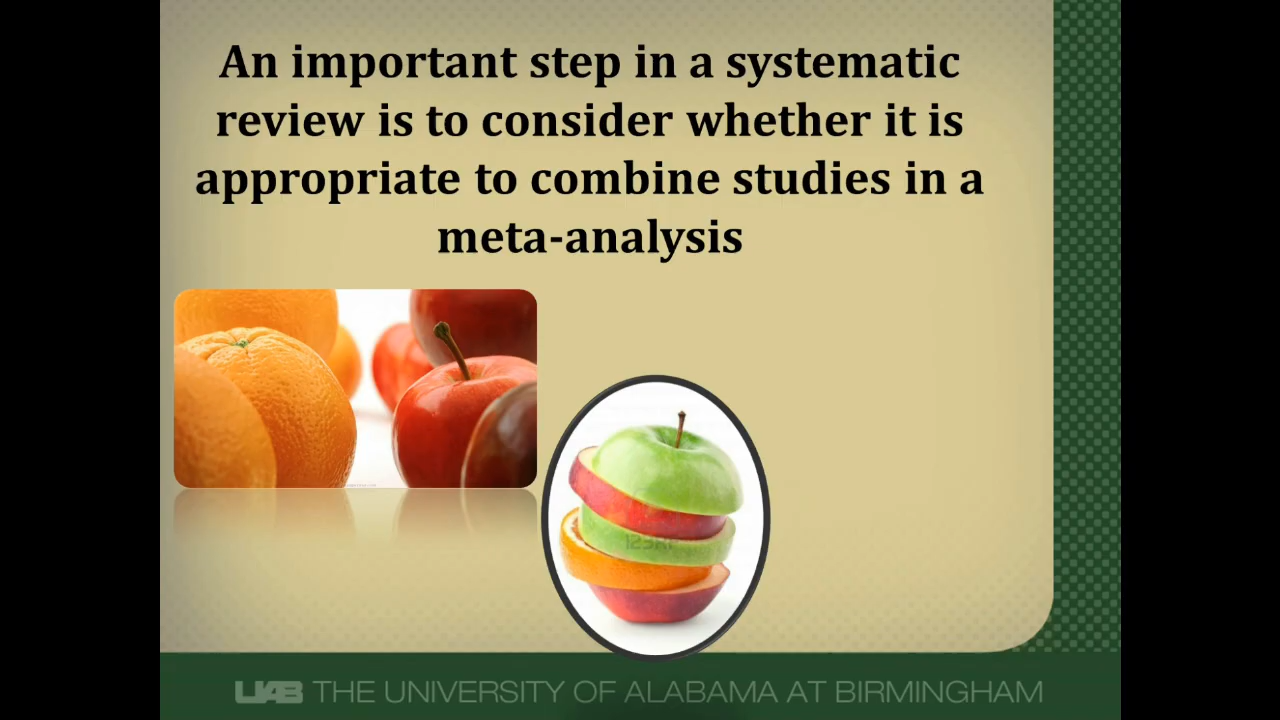 An important step in a systematic
review is to consider whether it is
appropriate to combine studies in a
meta-analysis
123RF
UAB THE UNIVERSITY OF ALABAMA AT BIRMINGHAM